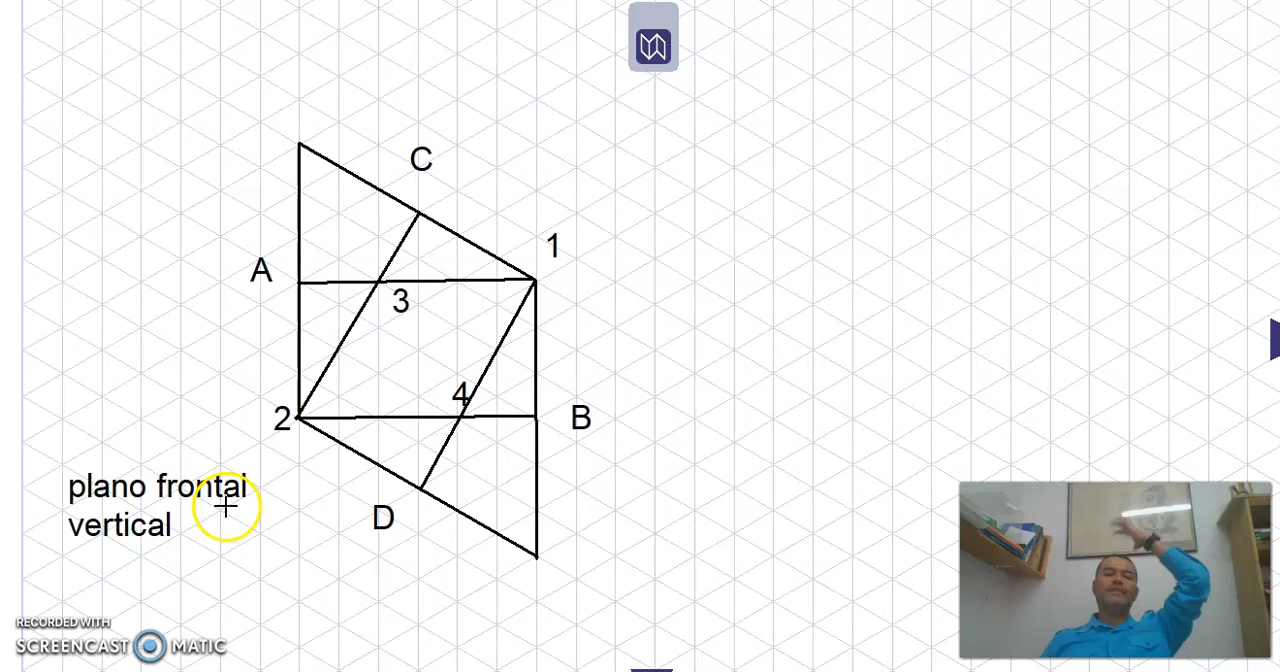 C
1
A
3
4
2
B
plano frontal
vertical
D
RECORDED WITH
SCREENCAST MATIC